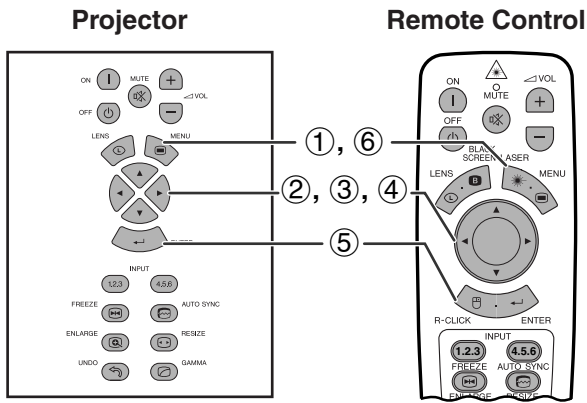 Projector
ON
MUTE
VOL
OFF
LENS
MENU
ENTER
INPUT
1.2.3
4.5.6
FREEZE
AUTO SYNC
ENLARGE
RESIZE
UNDO
GAMMA
①, ⑥
②, ③, ④
⑤
Remote Control
ON
MUTE
VOL
OFF
BLACK
SCREEN LASER
LENS
B
MENU
L
R-CLICK
ENTER
INPUT
1.2.3
4.5.6
FREEZE
AUTO SYNC
ENLARGE
RESIZE